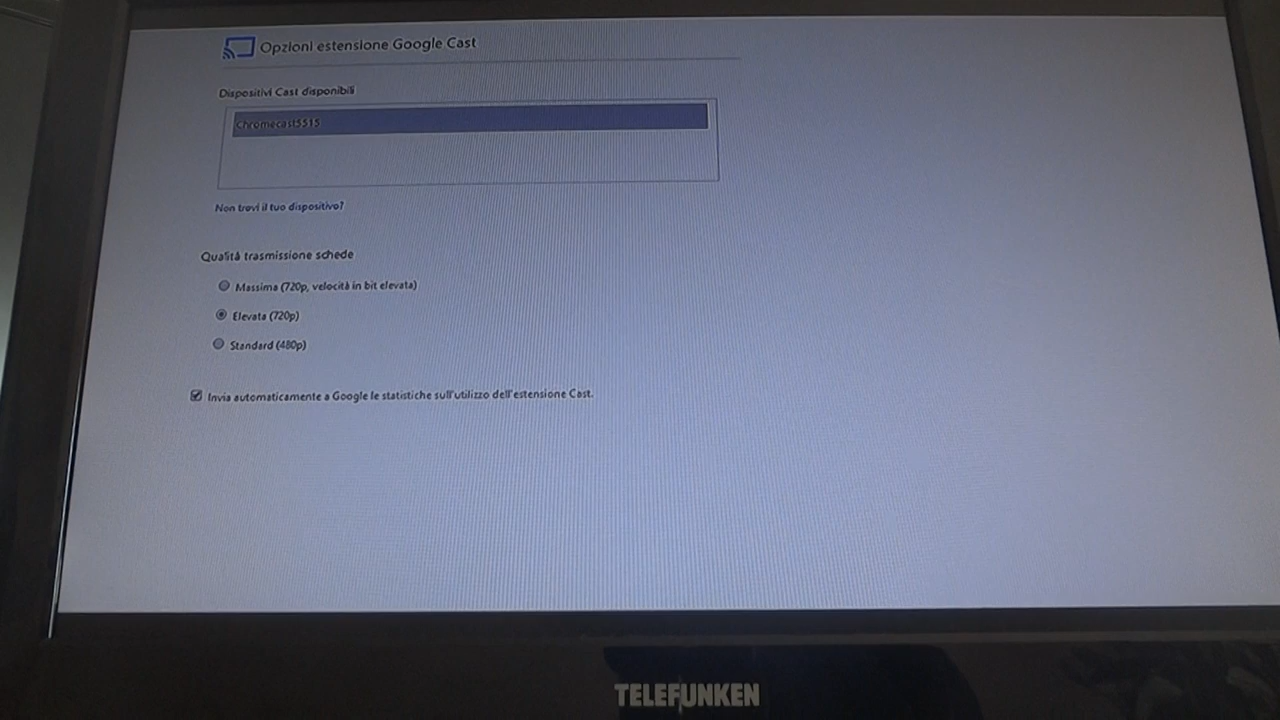 Opzioni estensione Google Cast
Dispositivi Cast disponibili
Chromecast5515
Non trovi il tuo dispositivo?
Qualità trasmissione schede
Massima (720p, velocità in bit elevata)
Elevata (720p)
Standard (480p)
Invia automaticamente a Google le statistiche sull'utilizzo dell'estensione Cast.
TELEFUNKEN